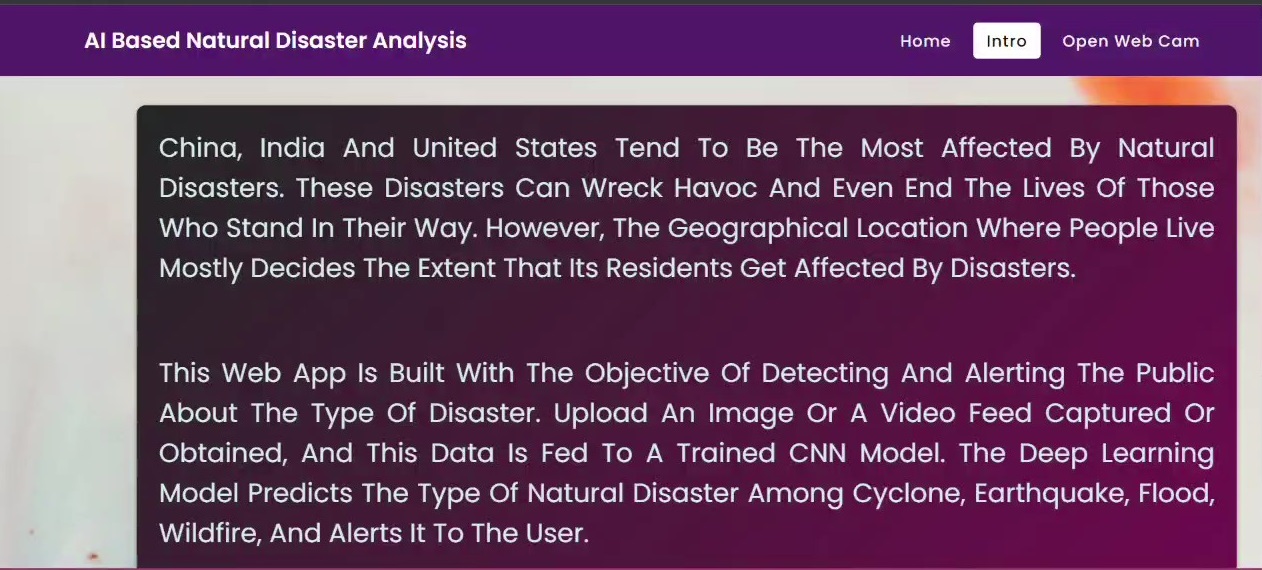 AI Based Natural Disaster Analysis
Home
Intro
Open Web Cam
China, India And United States Tend To Be The Most Affected By Natural
Disasters. These Disasters Can Wreck Havoc And Even End The Lives Of Those
Who Stand In Their Way. However, The Geographical Location Where People Live
Mostly Decides The Extent That Its Residents Get Affected By Disasters.
This Web App Is Built With The Objective Of Detecting And Alerting The Public
About The Type Of Disaster. Upload An Image Or A Video Feed Captured Or
Obtained, And This Data Is Fed To A Trained CNN Model. The Deep Learning
Model Predicts The Type Of Natural Disaster Among Cyclone, Earthquake, Flood,
Wildfire, And Alerts It To The User.